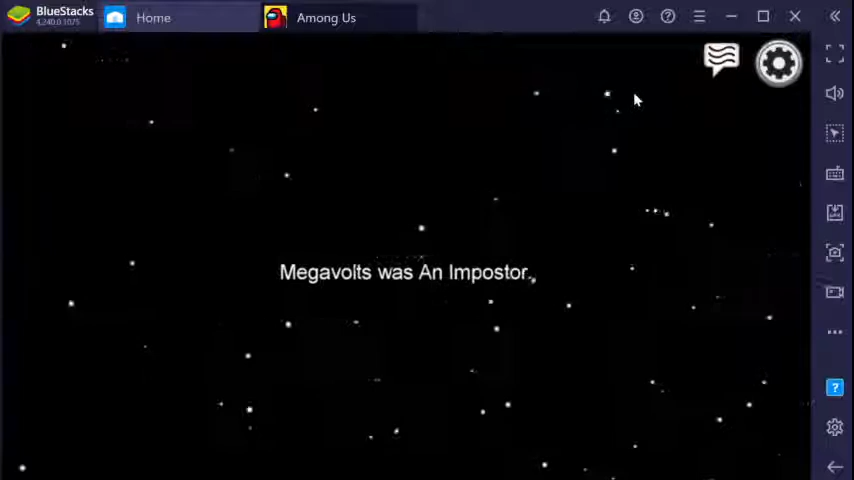 BlueStacks
4.240.0.1075
Home
Among Us
Megavolts was An Impostor.